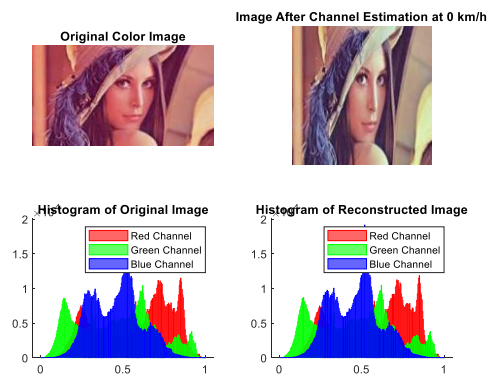 Original Color Image
Image After Channel Estimation at 0 km/h
Histogram of Original Image
Red Channel
Green Channel
Blue Channel
2
1.5
1
0.5
0
0
0.5
1
Histogram of Reconstructed Image
Red Channel
Green Channel
Blue Channel
2
1.5
1
0.5
0
0
0.5
1